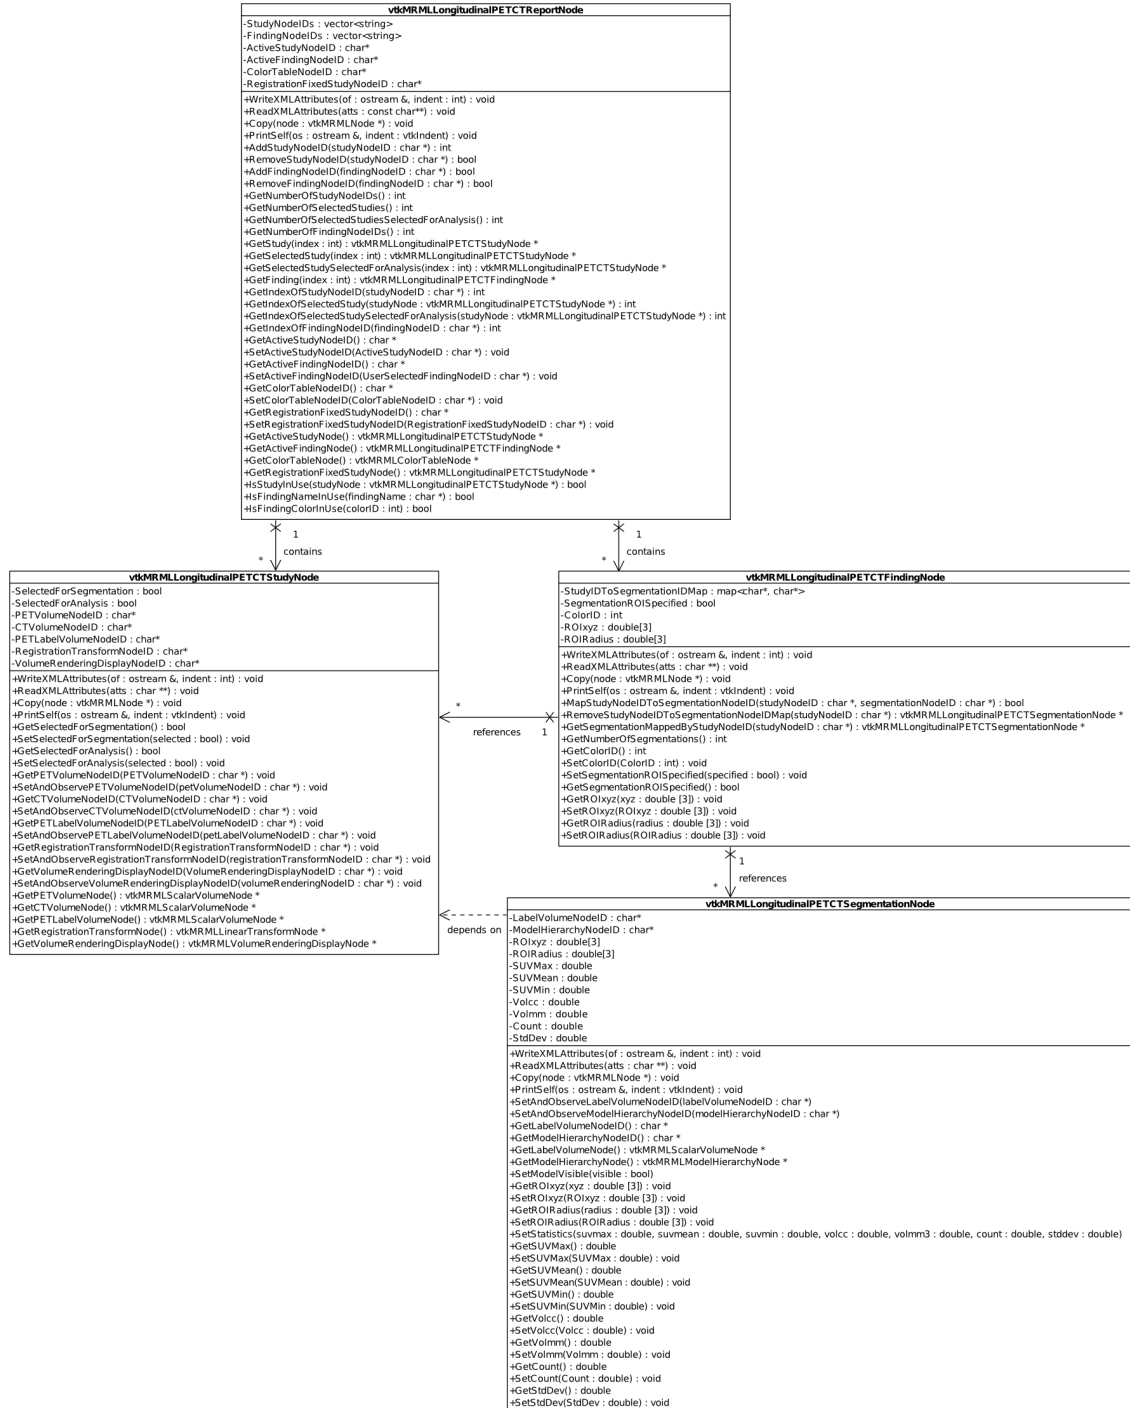 vtkMRMLLongitudinalPETCTReportNode
-StudyNodeIDs : vector<string>
-FindingNodeIDs : vector<string>
-ActiveStudyNodeID : char*
-ActiveFindingNodeID : char*
-ColorTableNodeID : char*
-RegistrationFixedStudyNodeID : char*
+WriteXMLAttributes(of : ostream &, indent : int) : void
+ReadXMLAttributes(atts : const char**) : void
+Copy(node : vtkMRMLNode *) : void
+PrintSelf(os : ostream &, indent : vtkIndent) : void
+AddStudyNodeID(studyNodeID : char *) : int
+RemoveStudyNodeID(studyNodeID : char *) : bool
+AddFindingNodeID(findingNodeID : char *) : bool
+RemoveFindingNodeID(findingNodeID : char *) : bool
+GetNumberOfStudyNodeIDs() : int
+GetNumberOfSelectedStudies() : int
+GetNumberOfSelectedStudiesSelectedForAnalysis() : int
+GetNumberOfFindingNodeIDs() : int
+GetStudy(index : int) : vtkMRMLLongitudinalPETCTStudyNode *
+GetSelectedStudy(index : int) : vtkMRMLLongitudinalPETCTStudyNode *
+GetSelectedStudySelectedForAnalysis(index : int) : vtkMRMLLongitudinalPETCTStudyNode *
+GetFinding(index : int) : vtkMRMLLongitudinalPETCTFindingNode *
+GetIndexOfStudyNodeID(studyNodeID : char *) : int
+GetIndexOfSelectedStudy(studyNode : vtkMRMLLongitudinalPETCTStudyNode *) : int
+GetIndexOfSelectedStudySelectedForAnalysis(studyNode : vtkMRMLLongitudinalPETCTStudyNode *) : int
+GetIndexOfFindingNodeID(findingNodeID : char *) : int
+GetActiveStudyNodeID() : char *
+SetActiveStudyNodeID(ActiveStudyNodeID : char *) : void
+GetActiveFindingNodeID() : char *
+SetActiveFindingNodeID(UserSelectedFindingNodeID : char *) : void
+GetColorTableNodeID() : char *
+SetColorTableNodeID(ColorTableNodeID : char *) : void
+GetRegistrationFixedStudyNodeID() : char *
+SetRegistrationFixedStudyNodeID(RegistrationFixedStudyNodeID : char *) : void
+GetActiveStudyNode() : vtkMRMLLongitudinalPETCTStudyNode *
+GetActiveFindingNode() : vtkMRMLLongitudinalPETCTFindingNode *
+GetColorTableNode() : vtkMRMLColorTableNode *
+GetRegistrationFixedStudyNode() : vtkMRMLLongitudinalPETCTStudyNode *
+IsStudyInUse(studyNode : vtkMRMLLongitudinalPETCTStudyNode *) : bool
+IsFindingNameInUse(findingName : char *) : bool
+IsFindingColorInUse(colorID : int) : bool
1
contains
*
1
contains
*
vtkMRMLLongitudinalPETCTStudyNode
-SelectedForSegmentation : bool
-SelectedForAnalysis : bool
-PETVolumeNodeID : char*
-CTVolumeNodeID : char*
-PETLabelVolumeNodeID : char*
-RegistrationTransformNodeID : char*
-VolumeRenderingDisplayNodeID : char*
+WriteXMLAttributes(of : ostream &, indent : int) : void
+ReadXMLAttributes(atts : char **) : void
+Copy(node : vtkMRMLNode *) : void
+PrintSelf(os : ostream &, indent : vtkIndent) : void
+GetSelectedForSegmentation() : bool
+SetSelectedForSegmentation(selected : bool) : void
+GetSelectedForAnalysis() : bool
+SetSelectedForAnalysis(selected : bool) : void
+GetPETVolumeNodeID(PETVolumeNodeID : char *) : void
+SetAndObservePETVolumeNodeID(petVolumeNodeID : char *) : void
+GetCTVolumeNodeID(CTVolumeNodeID : char *) : void
+SetAndObserveCTVolumeNodeID(ctVolumeNodeID : char *) : void
+GetPETLabelVolumeNodeID(PETLabelVolumeNodeID : char *) : void
+SetAndObservePETLabelVolumeNodeID(petLabelVolumeNodeID : char *) : void
+GetRegistrationTransformNodeID(RegistrationTransformNodeID : char *) : void
+SetAndObserveRegistrationTransformNodeID(registrationTransformNodeID : char *) : void
+GetVolumeRenderingDisplayNodeID(VolumeRenderingDisplayNodeID : char *) : void
+SetAndObserveVolumeRenderingDisplayNodeID(volumeRenderingNodeID : char *) : void
+GetPETVolumeNode() : vtkMRMLScalarVolumeNode *
+GetCTVolumeNode() : vtkMRMLScalarVolumeNode *
+GetPETLabelVolumeNode() : vtkMRMLScalarVolumeNode *
+GetRegistrationTransformNode() : vtkMRMLLinearTransformNode *
+GetVolumeRenderingDisplayNode() : vtkMRMLVolumeRenderingDisplayNode *
*
references
1
vtkMRMLLongitudinalPETCTFindingNode
-StudyIDToSegmentationIDMap : map<char*, char*>
-SegmentationROISpecified : bool
-ColorID : int
-ROIxyz : double[3]
-ROIRadius : double[3]
+WriteXMLAttributes(of : ostream &, indent : int) : void
+ReadXMLAttributes(atts : char **) : void
+Copy(node : vtkMRMLNode *) : void
+PrintSelf(os : ostream &, indent : vtkIndent) : void
+MapStudyNodeIDToSegmentationNodeID(studyNodeID : char *, segmentationNodeID : char *) : bool
+RemoveStudyNodeIDToSegmentationNodeIDMap(studyNodeID : char *) : vtkMRMLLongitudinalPETCTSegmentationNode *
+GetSegmentationMappedByStudyNodeID(studyNodeID : char *) : vtkMRMLLongitudinalPETCTSegmentationNode *
+GetNumberOfSegmentations() : int
+GetColorID() : int
+SetColorID(ColorID : int) : void
+SetSegmentationROISpecified(specified : bool) : void
+GetSegmentationROISpecified() : bool
+GetROIxyz(xyz : double [3]) : void
+SetROIxyz(ROIxyz : double [3]) : void
+GetROIRadius(radius : double [3]) : void
+SetROIRadius(ROIRadius : double [3]) : void
1
references
*
depends on
vtkMRMLLongitudinalPETCTSegmentationNode
-LabelVolumeNodeID : char*
-ModelHierarchyNodeID : char*
-ROIxyz : double[3]
-ROIRadius : double[3]
-SUVMax : double
-SUVMean : double
-SUVMin : double
-Volcc : double
-Volmm : double
-Count : double
-StdDev : double
+WriteXMLAttributes(of : ostream &, indent : int) : void
+ReadXMLAttributes(atts : char **) : void
+Copy(node : vtkMRMLNode *) : void
+PrintSelf(os : ostream &, indent : vtkIndent) : void
+SetAndObserveLabelVolumeNodeID(labelVolumeNodeID : char *)
+SetAndObserveModelHierarchyNodeID(modelHierarchyNodeID : char *)
+GetLabelVolumeNodeID() : char *
+GetModelHierarchyNodeID() : char *
+GetLabelVolumeNode() : vtkMRMLScalarVolumeNode *
+GetModelHierarchyNode() : vtkMRMLModelHierarchyNode *
+SetModelVisible(visible : bool)
+GetROIxyz(xyz : double [3]) : void
+SetROIxyz(ROIxyz : double [3]) : void
+GetROIRadius(radius : double [3]) : void
+SetROIRadius(ROIRadius : double [3]) : void
+SetStatistics(suvmax : double, suvmean : double, suvmin : double, volcc : double, volmm3 : double, count : double, stddev : double)
+GetSUVMax() : double
+SetSUVMax(SUVMax : double) : void
+GetSUVMean() : double
+SetSUVMean(SUVMean : double) : void
+GetSUVMin() : double
+SetSUVMin(SUVMin : double) : void
+GetVolcc() : double
+SetVolcc(Volcc : double) : void
+GetVolmm() : double
+SetVolmm(Volmm : double) : void
+GetCount() : double
+SetCount(Count : double) : void
+GetStdDev() : double
+SetStdDev(StdDev : double) : void